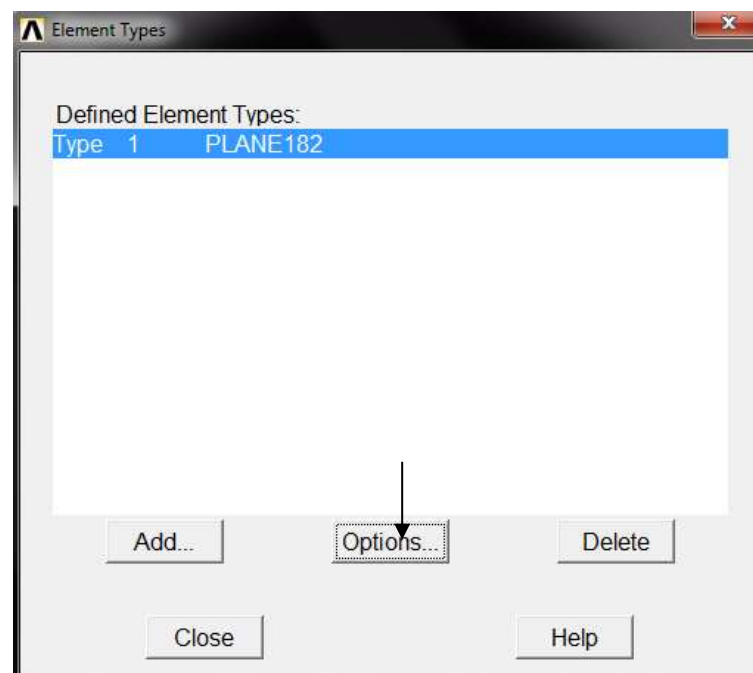 Element Types
Defined Element Types:
Type 1 PLANE182
Add... Options... Delete
Close Help